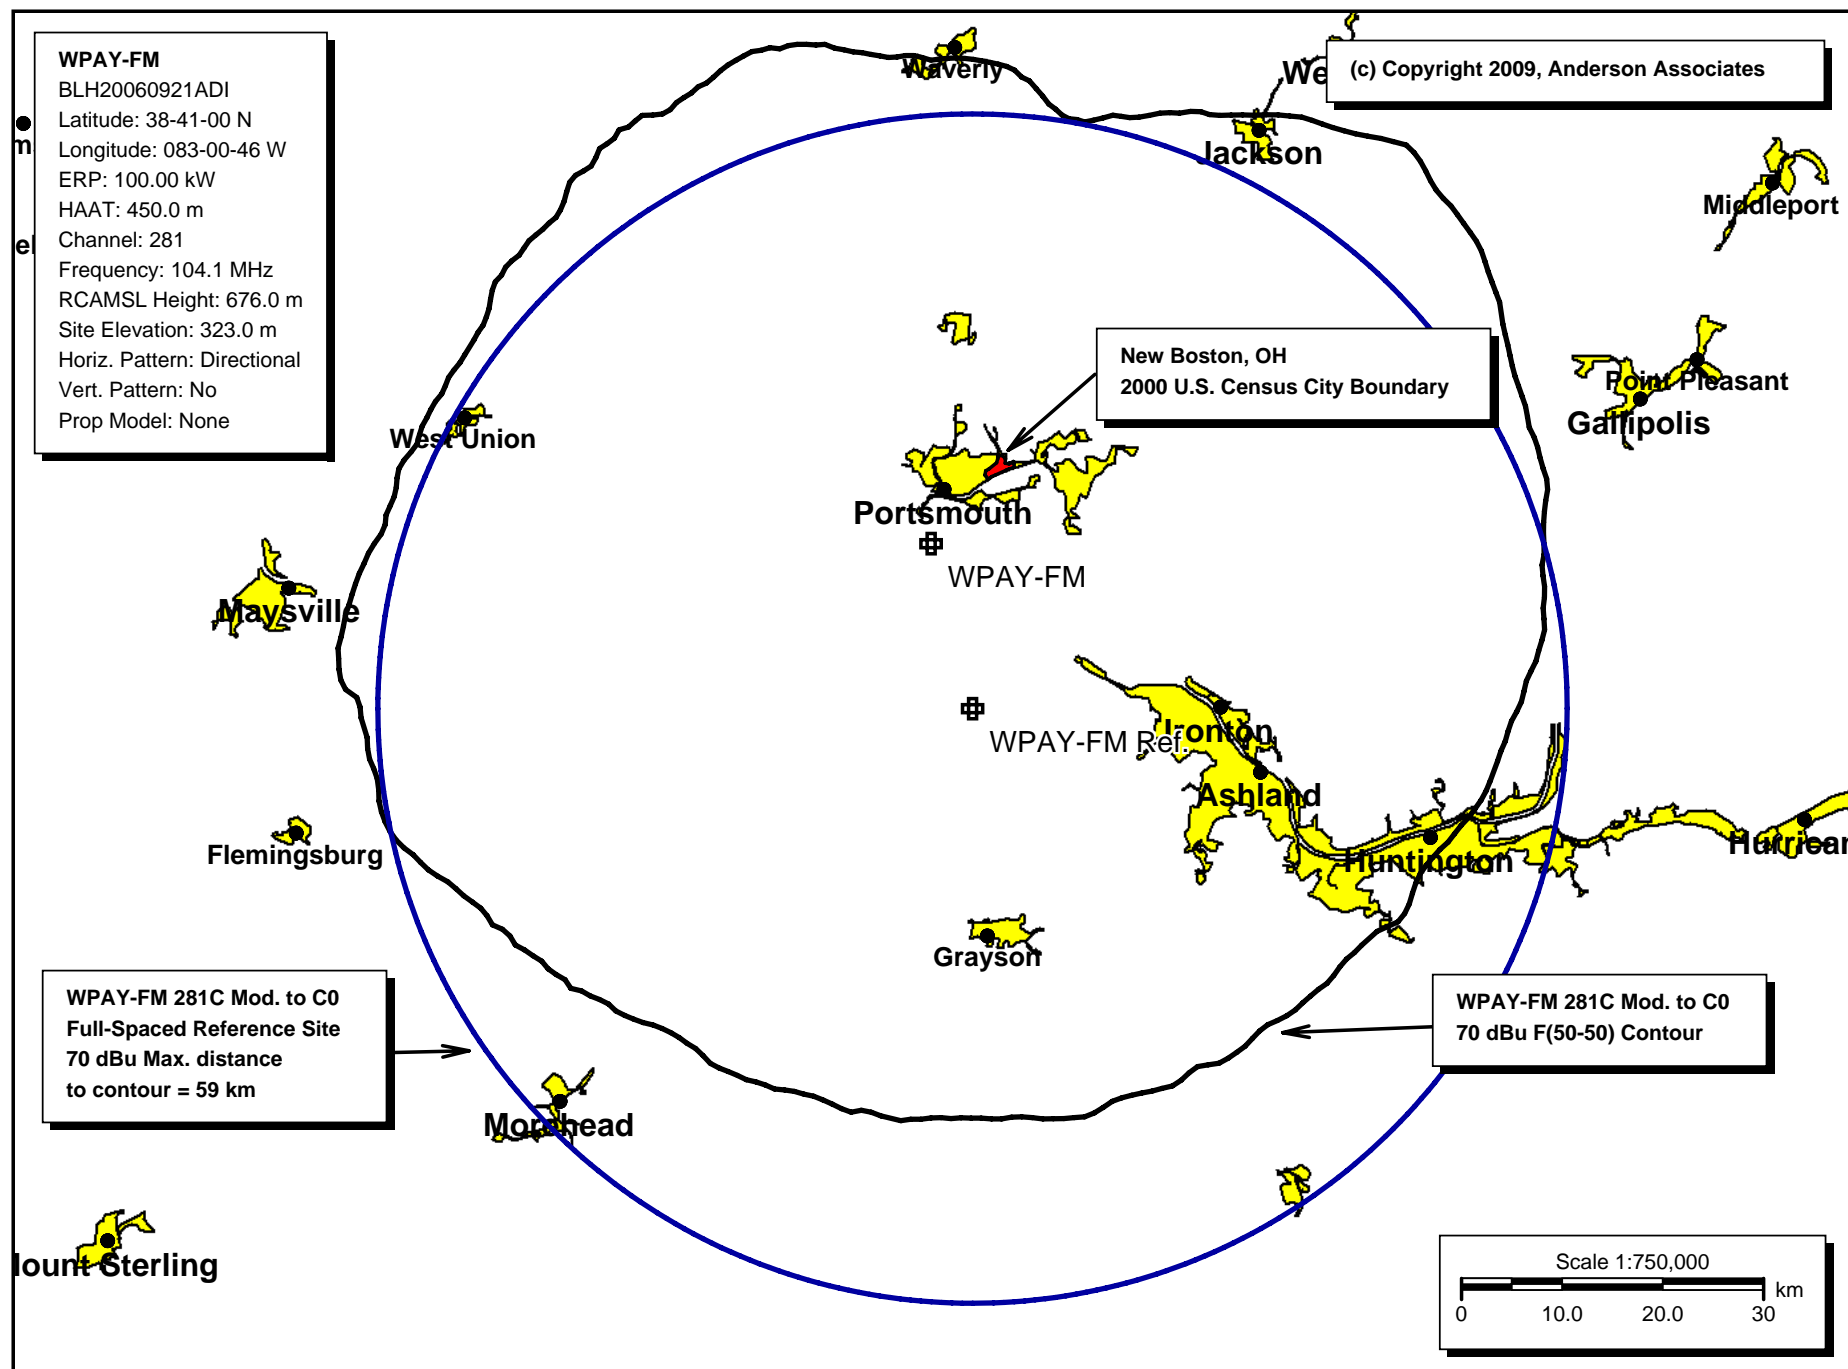 WPAY-FM
BLH20060921ADI
Latitude: 38-41-00 N
Longitude: 083-00-46 W
ERP: 100.00 kW
HAAT: 450.0 m
Channel: 281
Frequency: 104.1 MHz
RCAMSL Height: 676.0 m
Site Elevation: 323.0 m
Horiz. Pattern: Directional
Vert. Pattern: No
Prop Model: None
(c) Copyright 2009, Anderson Associates
Waverly
We
Jackson
Middleport
m
el
New Boston, OH
2000 U.S. Census City Boundary
Point Pleasant
Gallipolis
West Union
Portsmouth
WPAY-FM
Maysville
WPAY-FM Ref.
Ironton
Ashland
Huntington
Hurrican
Flemingsburg
Grayson
WPAY-FM 281C Mod. to C0
Full-Spaced Reference Site
70 dBu Max. distance
to contour = 59 km
WPAY-FM 281C Mod. to C0
70 dBu F(50-50) Contour
Morehead
ount Sterling
Scale 1:750,000
km
0 10.0 20.0 30